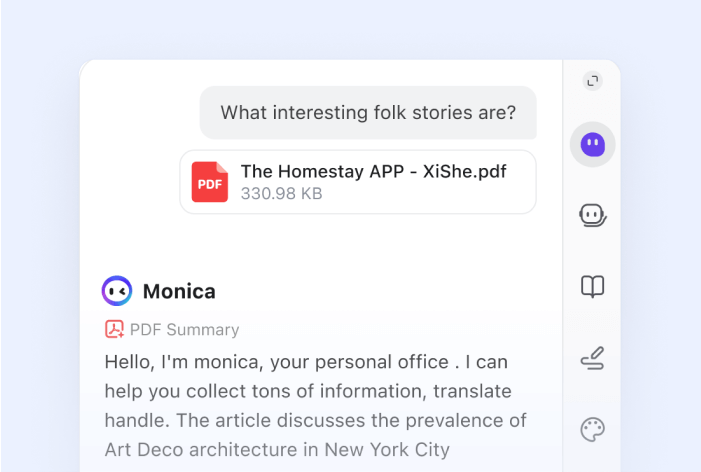 What interesting folk stories are?
PDF
The Homestay APP - XiShe.pdf
330.98 KB
Monica
PDF Summary
Hello, I'm monica, your personal office . I can
help you collect tons of information, translate
handle. The article discusses the prevalence of
Art Deco architecture in New York City